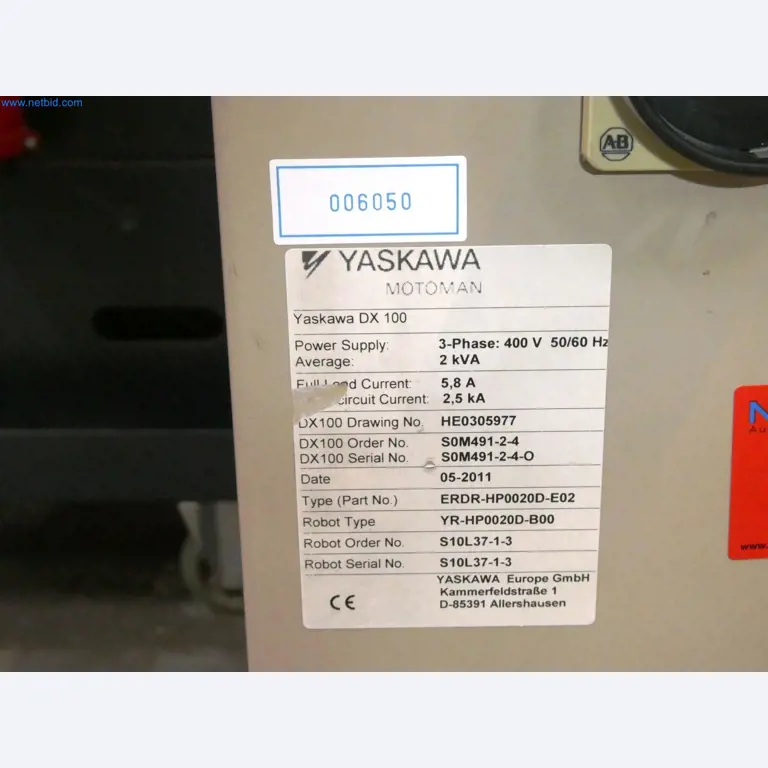 www.netbid.com
A-B
006050
YASKAWA
MOTOMAN
Yaskawa DX 100
Power Supply: 3-Phase: 400 V 50/60 Hz
Average: 2 kVA
Full Load Current: 5,8 A
circuit Current: 2,5 kA
DX100 Drawing No. HE0305977
DX100 Order No. S0M491-2-4
DX100 Serial No. S0M491-2-4-O
Date 05-2011
Type (Part No.) ERDR-HP0020D-E02
Robot Type YR-HP0020D-B00
Robot Order No. S10L37-1-3
Robot Serial No. S10L37-1-3
YASKAWA Europe GmbH
Kammerfeldstraße 1
D-85391 Allershausen
CE
N
Au
www.